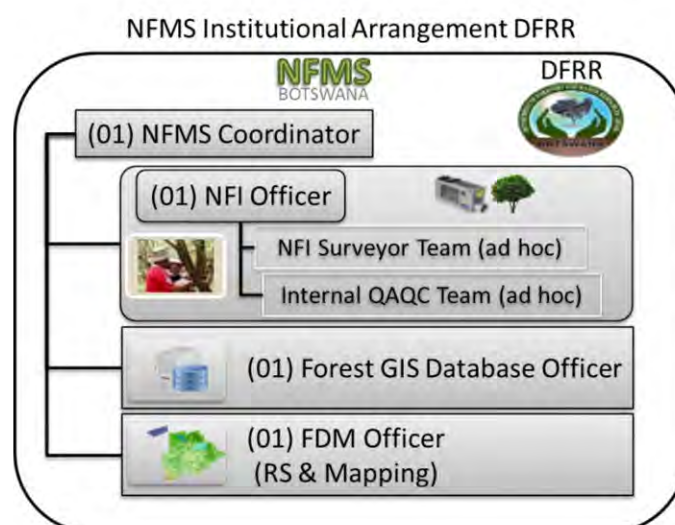 NFMS Institutional Arrangement DFRR
NFMS
BOTSWANA
DFRR
BOTSWANA
(01) NFMS Coordinator
(01) NFI Officer
NFI Surveyor Team (ad hoc)
Internal QAQC Team (ad hoc)
(01) Forest GIS Database Officer
(01) FDM Officer
(RS & Mapping)